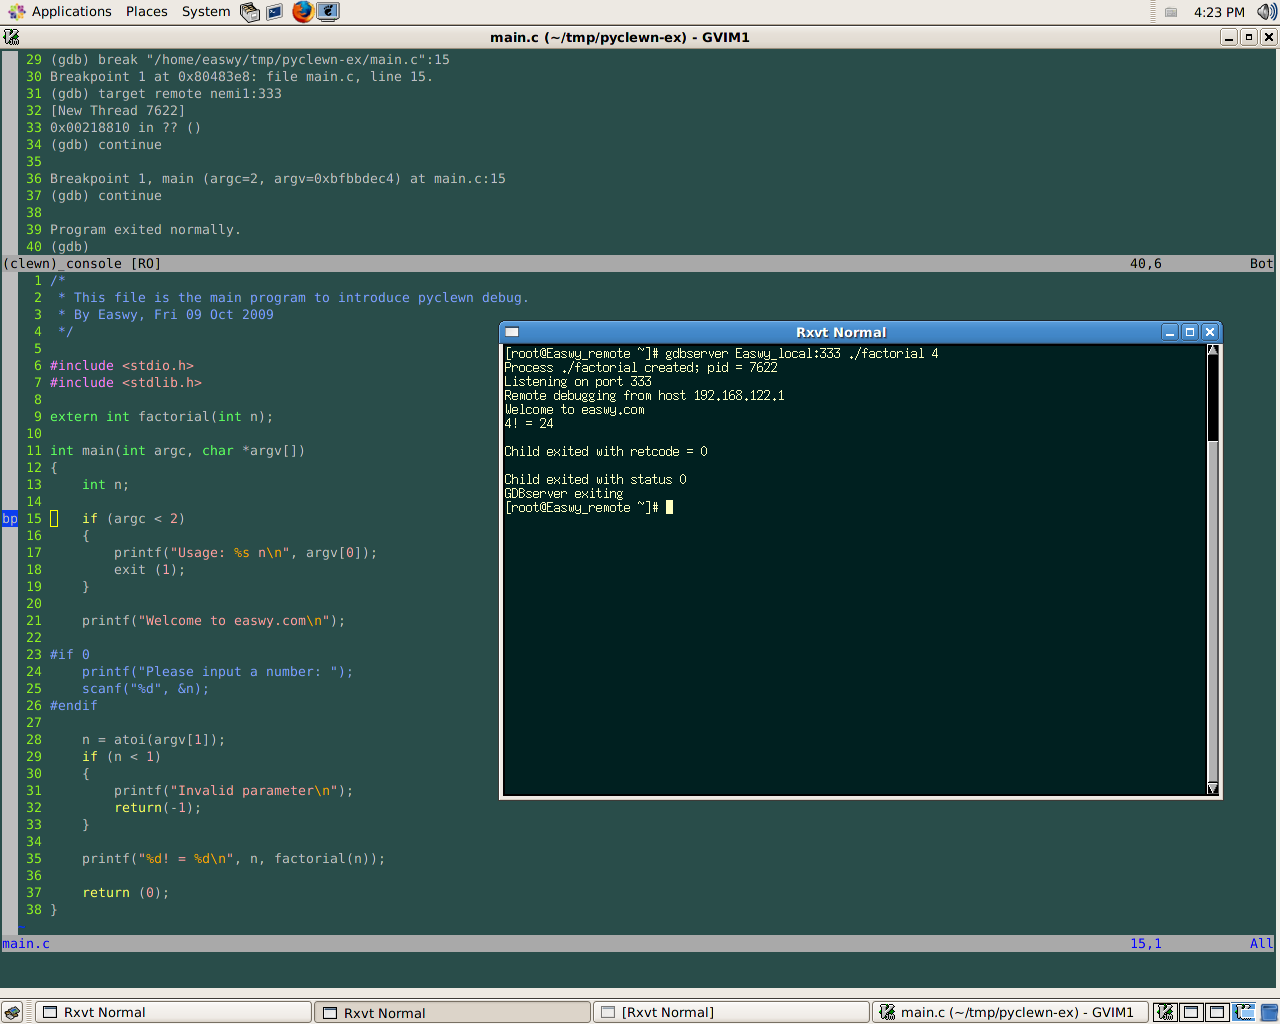 Applications Places System 4:23 PM
main.c (~/tmp/pyclewn-ex) - GVIM1
29 (gdb) break "/home/easwy/tmp/pyclewn-ex/main.c":15
30 Breakpoint 1 at 0x80483e8: file main.c, line 15.
31 (gdb) target remote nemi1:333
32 [New Thread 7622]
33 0x00218810 in ?? ()
34 (gdb) continue
35
36 Breakpoint 1, main (argc=2, argv=0xbfbbdec4) at main.c:15
37 (gdb) continue
38
39 Program exited normally.
40 (gdb)
(clewn)_console [RO] 40,6 Bot
1 /*
2  * This file is the main program to introduce pyclewn debug.
3  * By Easwy, Fri 09 Oct 2009
4  */
5
6 #include <stdio.h>
7 #include <stdlib.h>
8
9 extern int factorial(int n);
10
11 int main(int argc, char *argv[])
12 {
13     int n;
14
bp 15     if (argc < 2)
16     {
17         printf("Usage: %s n\n", argv[0]);
18         exit (1);
19     }
20
21     printf("Welcome to easwy.com\n");
22
23 #if 0
24     printf("Please input a number: ");
25     scanf("%d", &n);
26 #endif
27
28     n = atoi(argv[1]);
29     if (n < 1)
30     {
31         printf("Invalid parameter\n");
32         return(-1);
33     }
34
35     printf("%d! = %d\n", n, factorial(n));
36
37     return (0);
38 }
~
main.c 15,1 All
Rxvt Normal
[root@Easwy_remote ~]# gdbserver Easwy_local:333 ./factorial 4
Process ./factorial created; pid = 7622
Listening on port 333
Remote debugging from host 192.168.122.1
Welcome to easwy.com
4! = 24
Child exited with retcode = 0
Child exited with status 0
GDBserver exiting
[root@Easwy_remote ~]#
Rxvt Normal Rxvt Normal [Rxvt Normal] main.c (~/tmp/pyclewn-ex) - GVIM1